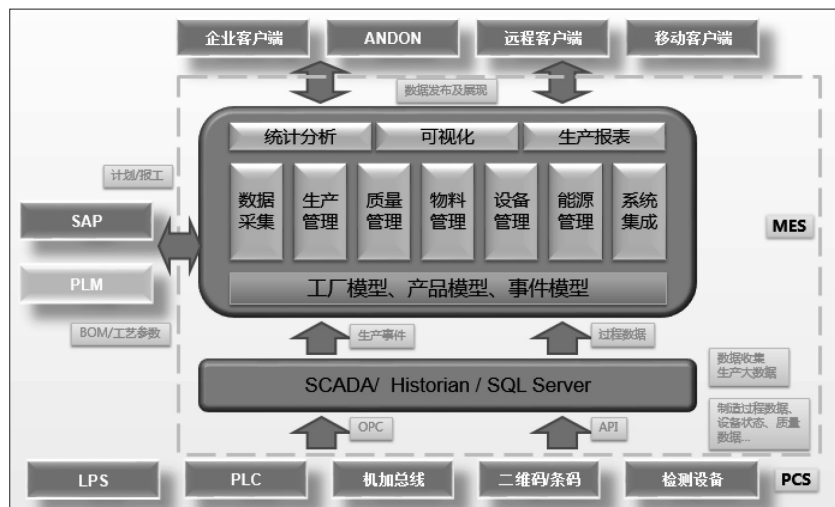 企业客户端
ANDON
远程客户端
移动客户端
数据发布及展现
统计分析
可视化
生产报表
计划/报工
数据
采集
生产
管理
质量
管理
物料
管理
设备
管理
能源
管理
系统
集成
SAP
MES
PLM
工厂模型、产品模型、事件模型
BOM/工艺参数
生产事件
过程数据
数据收集
生产大数据
SCADA/ Historian / SQL Server
制造过程数据、
设备状态、质量
数据...
OPC
API
LPS
PLC
机加总线
二维码/条码
检测设备
PCS